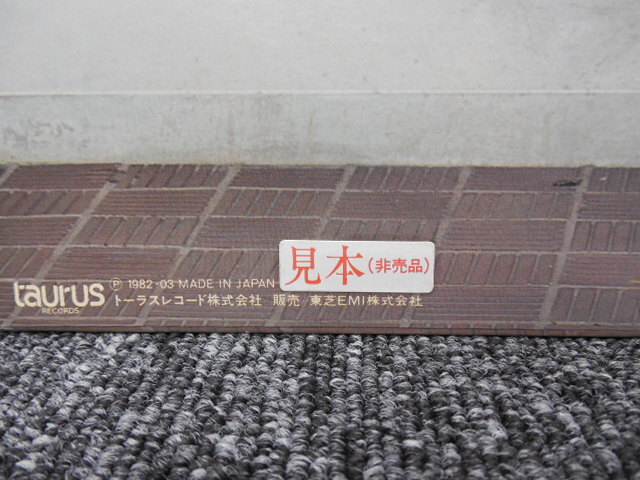 見本(非売品)
℗ 1982・03 MADE IN JAPAN
taurus
RECORDS
トーラスレコード株式会社 販売/東芝EMI株式会社